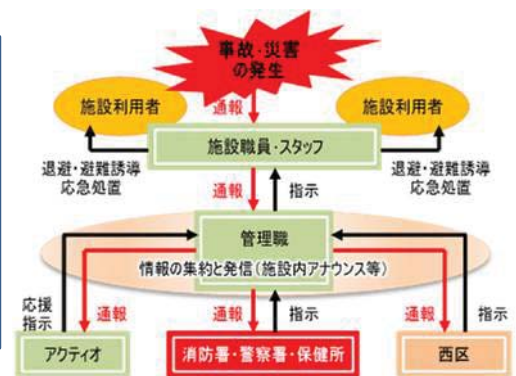 事故・災害
の発生
施設利用者
通報
施設利用者
施設職員・スタッフ
退避・避難誘導
応急処置
退避・避難誘導
応急処置
通報
指示
管理職
情報の集約と発信(施設内アナウンス等)
応援
指示
通報
通報
指示
通報
指示
アクティオ
消防署・警察署・保健所
西区